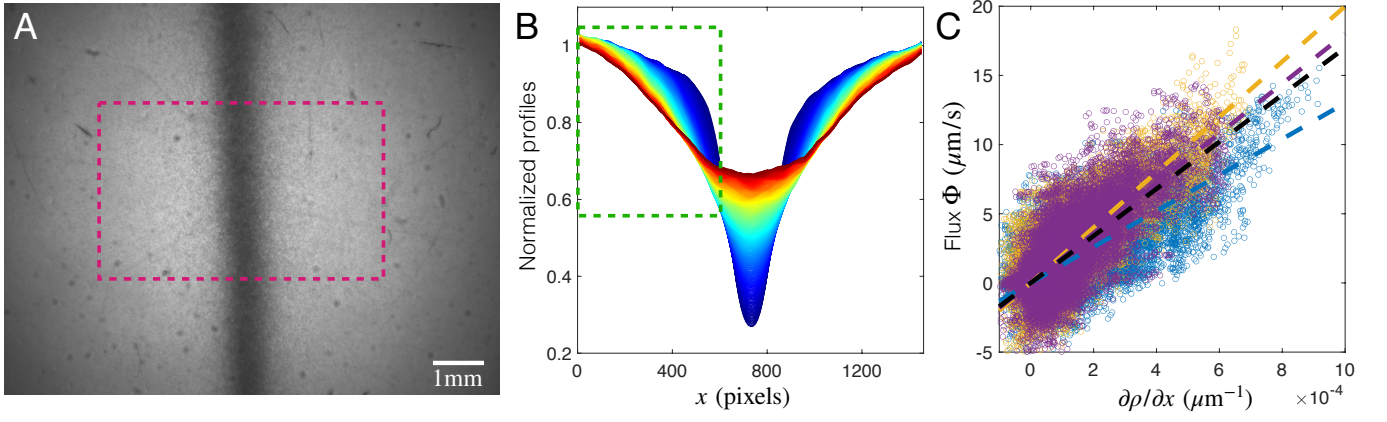 A
1mm
B
Normalized profiles
1
0.8
0.6
0.4
0.2
0
400
800
1200
x (pixels)
C
Flux Φ (μm/s)
20
15
10
5
0
-5
0
2
4
6
8
10
×10⁻⁴
∂ρ/∂x (μm⁻¹)